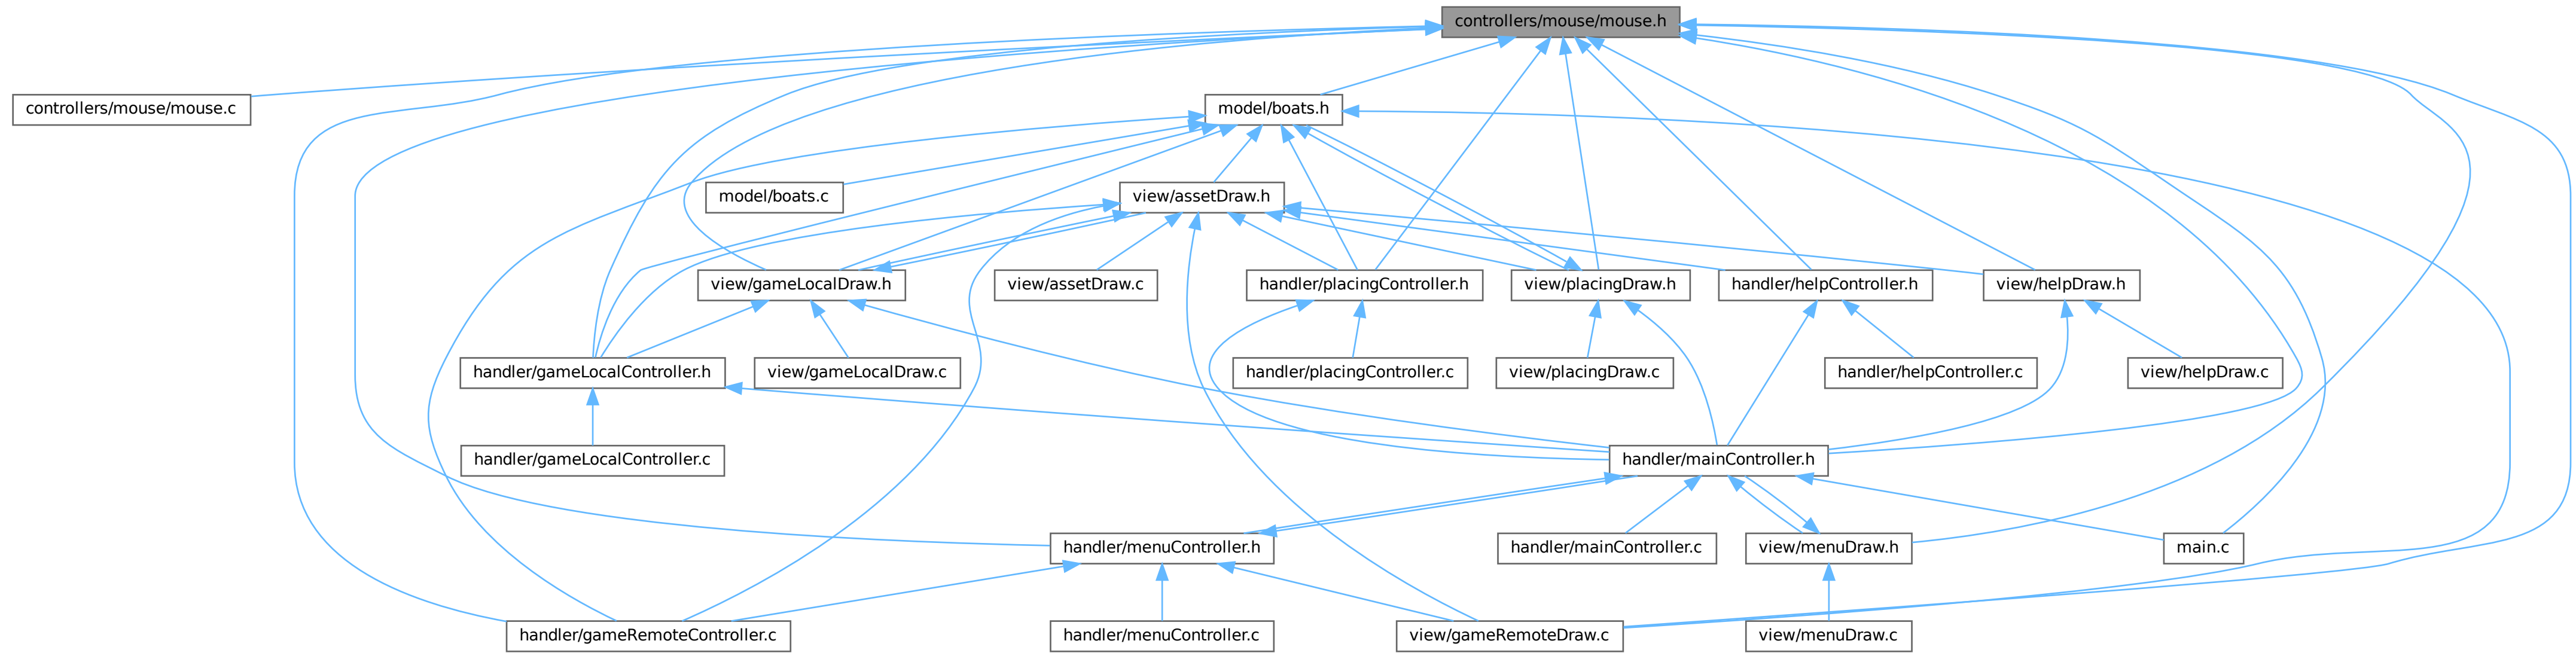 controllers/mouse/mouse.h
controllers/mouse/mouse.c
model/boats.h
model/boats.c
view/assetDraw.h
view/gameLocalDraw.h
view/assetDraw.c
handler/placingController.h
view/placingDraw.h
handler/helpController.h
view/helpDraw.h
handler/gameLocalController.h
view/gameLocalDraw.c
handler/placingController.c
view/placingDraw.c
handler/helpController.c
view/helpDraw.c
handler/gameLocalController.c
handler/mainController.h
handler/menuController.h
handler/mainController.c
view/menuDraw.h
main.c
handler/gameRemoteController.c
handler/menuController.c
view/gameRemoteDraw.c
view/menuDraw.c